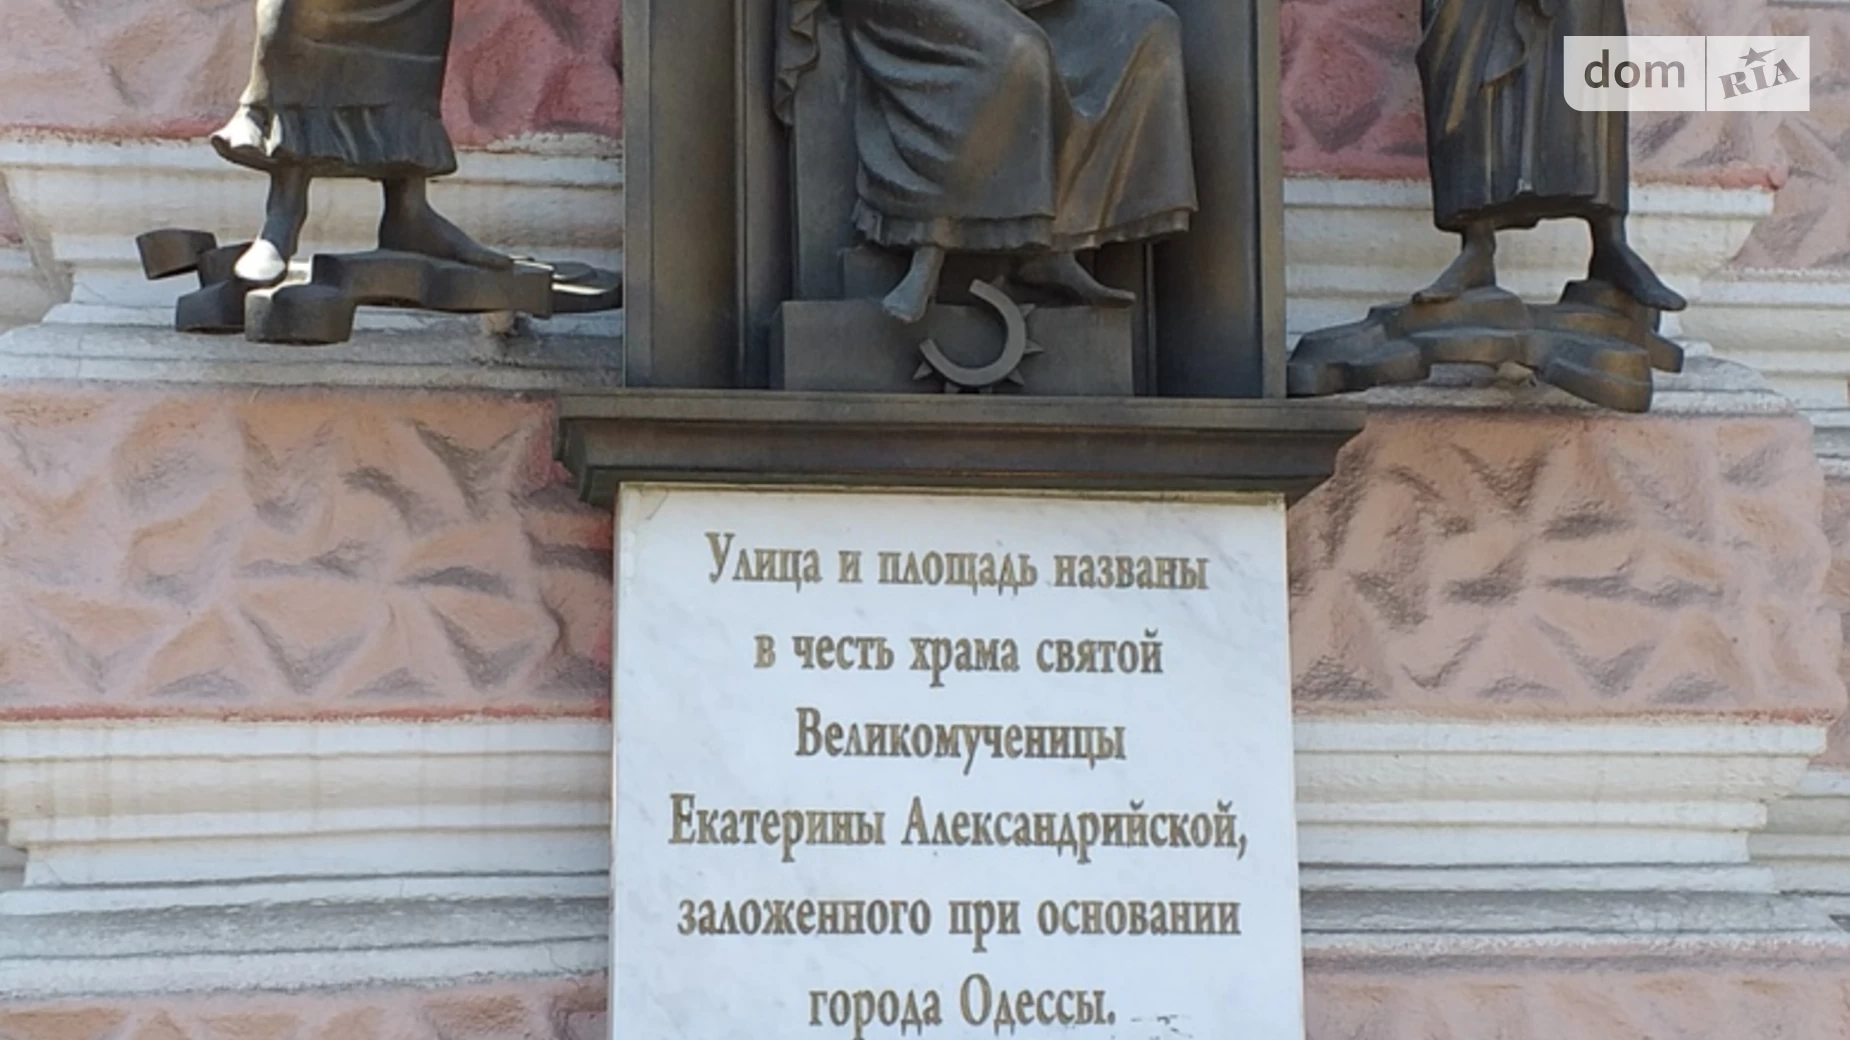 dom RIA
Улица и площадь названы
в честь храма святой
Великомученицы
Екатерины Александрийской,
заложенного при основании
города Одессы.